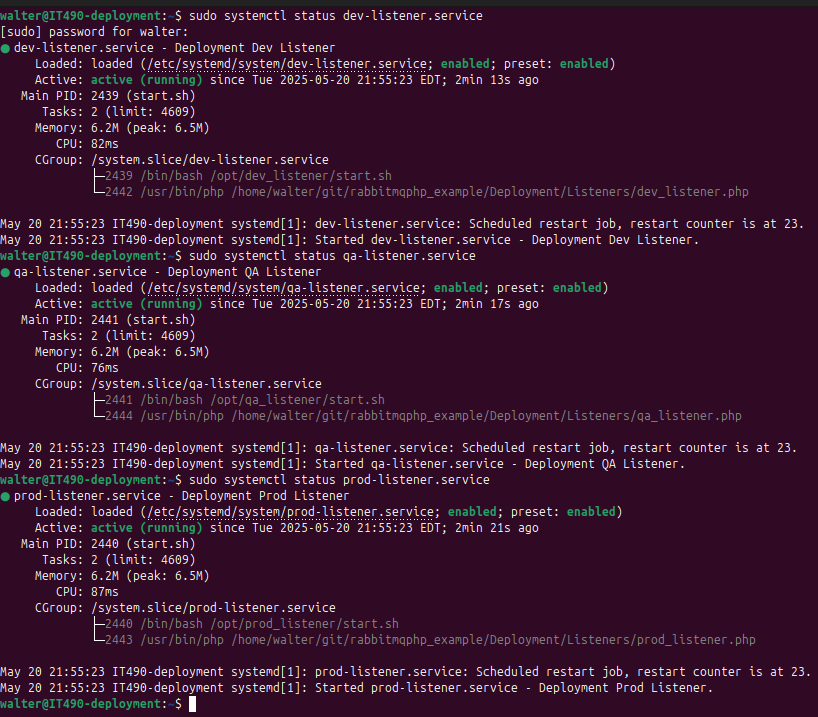 walter@IT490-deployment:~$ sudo systemctl status dev-listener.service
[sudo] password for walter:
● dev-listener.service - Deployment Dev Listener
     Loaded: loaded (/etc/systemd/system/dev-listener.service; enabled; preset: enabled)
     Active: active (running) since Tue 2025-05-20 21:55:23 EDT; 2min 13s ago
   Main PID: 2439 (start.sh)
      Tasks: 2 (limit: 4609)
     Memory: 6.2M (peak: 6.5M)
        CPU: 82ms
     CGroup: /system.slice/dev-listener.service
             ├─2439 /bin/bash /opt/dev_listener/start.sh
             └─2442 /usr/bin/php /home/walter/git/rabbitmqphp_example/Deployment/Listeners/dev_listener.php

May 20 21:55:23 IT490-deployment systemd[1]: dev-listener.service: Scheduled restart job, restart counter is at 23.
May 20 21:55:23 IT490-deployment systemd[1]: Started dev-listener.service - Deployment Dev Listener.
walter@IT490-deployment:~$ sudo systemctl status qa-listener.service
● qa-listener.service - Deployment QA Listener
     Loaded: loaded (/etc/systemd/system/qa-listener.service; enabled; preset: enabled)
     Active: active (running) since Tue 2025-05-20 21:55:23 EDT; 2min 17s ago
   Main PID: 2441 (start.sh)
      Tasks: 2 (limit: 4609)
     Memory: 6.2M (peak: 6.5M)
        CPU: 76ms
     CGroup: /system.slice/qa-listener.service
             ├─2441 /bin/bash /opt/qa_listener/start.sh
             └─2444 /usr/bin/php /home/walter/git/rabbitmqphp_example/Deployment/Listeners/qa_listener.php

May 20 21:55:23 IT490-deployment systemd[1]: qa-listener.service: Scheduled restart job, restart counter is at 23.
May 20 21:55:23 IT490-deployment systemd[1]: Started qa-listener.service - Deployment QA Listener.
walter@IT490-deployment:~$ sudo systemctl status prod-listener.service
● prod-listener.service - Deployment Prod Listener
     Loaded: loaded (/etc/systemd/system/prod-listener.service; enabled; preset: enabled)
     Active: active (running) since Tue 2025-05-20 21:55:23 EDT; 2min 21s ago
   Main PID: 2440 (start.sh)
      Tasks: 2 (limit: 4609)
     Memory: 6.2M (peak: 6.5M)
        CPU: 87ms
     CGroup: /system.slice/prod-listener.service
             ├─2440 /bin/bash /opt/prod_listener/start.sh
             └─2443 /usr/bin/php /home/walter/git/rabbitmqphp_example/Deployment/Listeners/prod_listener.php

May 20 21:55:23 IT490-deployment systemd[1]: prod-listener.service: Scheduled restart job, restart counter is at 23.
May 20 21:55:23 IT490-deployment systemd[1]: Started prod-listener.service - Deployment Prod Listener.
walter@IT490-deployment:~$